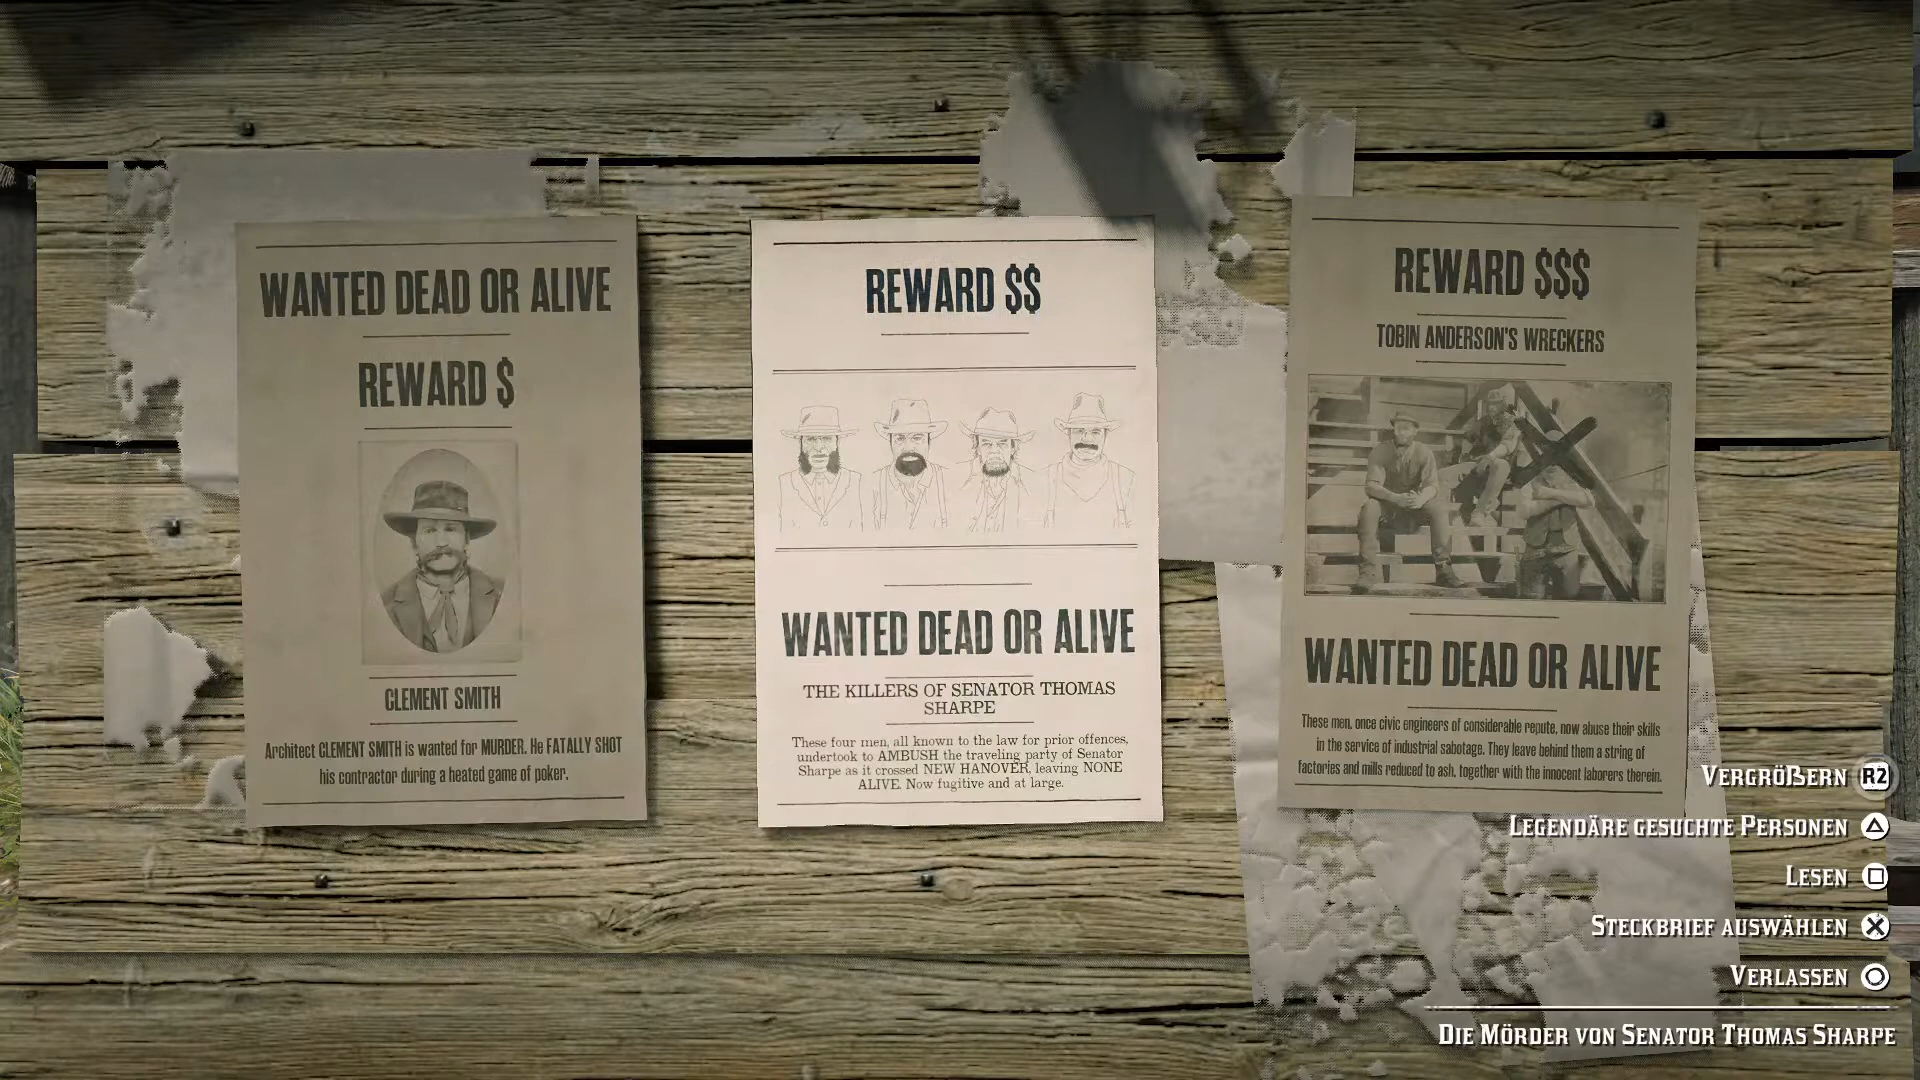 WANTED DEAD OR ALIVE
REWARD $
CLEMENT SMITH
Architect CLEMENT SMITH is wanted for MURDER. He FATALLY SHOT
his contractor during a heated game of poker.
REWARD $$
WANTED DEAD OR ALIVE
THE KILLERS OF SENATOR THOMAS
SHARPE
These four men, all known to the law for prior offences,
undertook to AMBUSH the traveling party of Senator
Sharpe as it crossed NEW HANOVER, leaving NONE
ALIVE. Now fugitive and at large.
REWARD $$$
TOBIN ANDERSON'S WRECKERS
WANTED DEAD OR ALIVE
These men, once civic engineers of considerable repute, now abuse their skills
in the service of industrial sabotage. They leave behind them a string of
factories and mills reduced to ash, together with the innocent laborers therein.
VERGRÖẞERN R2
LEGENDÄRE GESUCHTE PERSONEN
LESEN
STECKBRIEF AUSWÄHLEN
VERLASSEN
DIE MÖRDER VON SENATOR THOMAS SHARPE